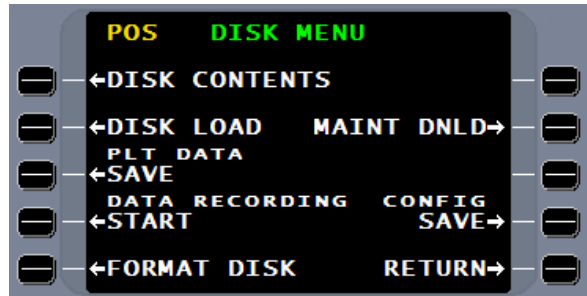 POS DISK MENU
←DISK CONTENTS
←DISK LOAD MAINT DNLD→
PLT DATA
←SAVE
DATA RECORDING CONFIG
←START SAVE→
←FORMAT DISK RETURN→